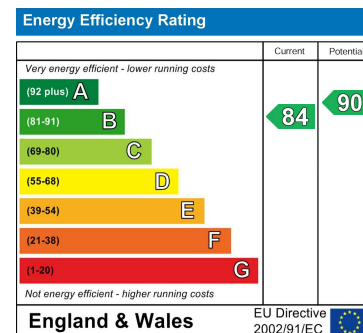 Energy Efficiency Rating
Current Potential
Very energy efficient - lower running costs
(92 plus) A
(81-91) B
84
90
(69-80) C
(55-68) D
(39-54) E
(21-38) F
(1-20) G
Not energy efficient - higher running costs
England & Wales
EU Directive
2002/91/EC